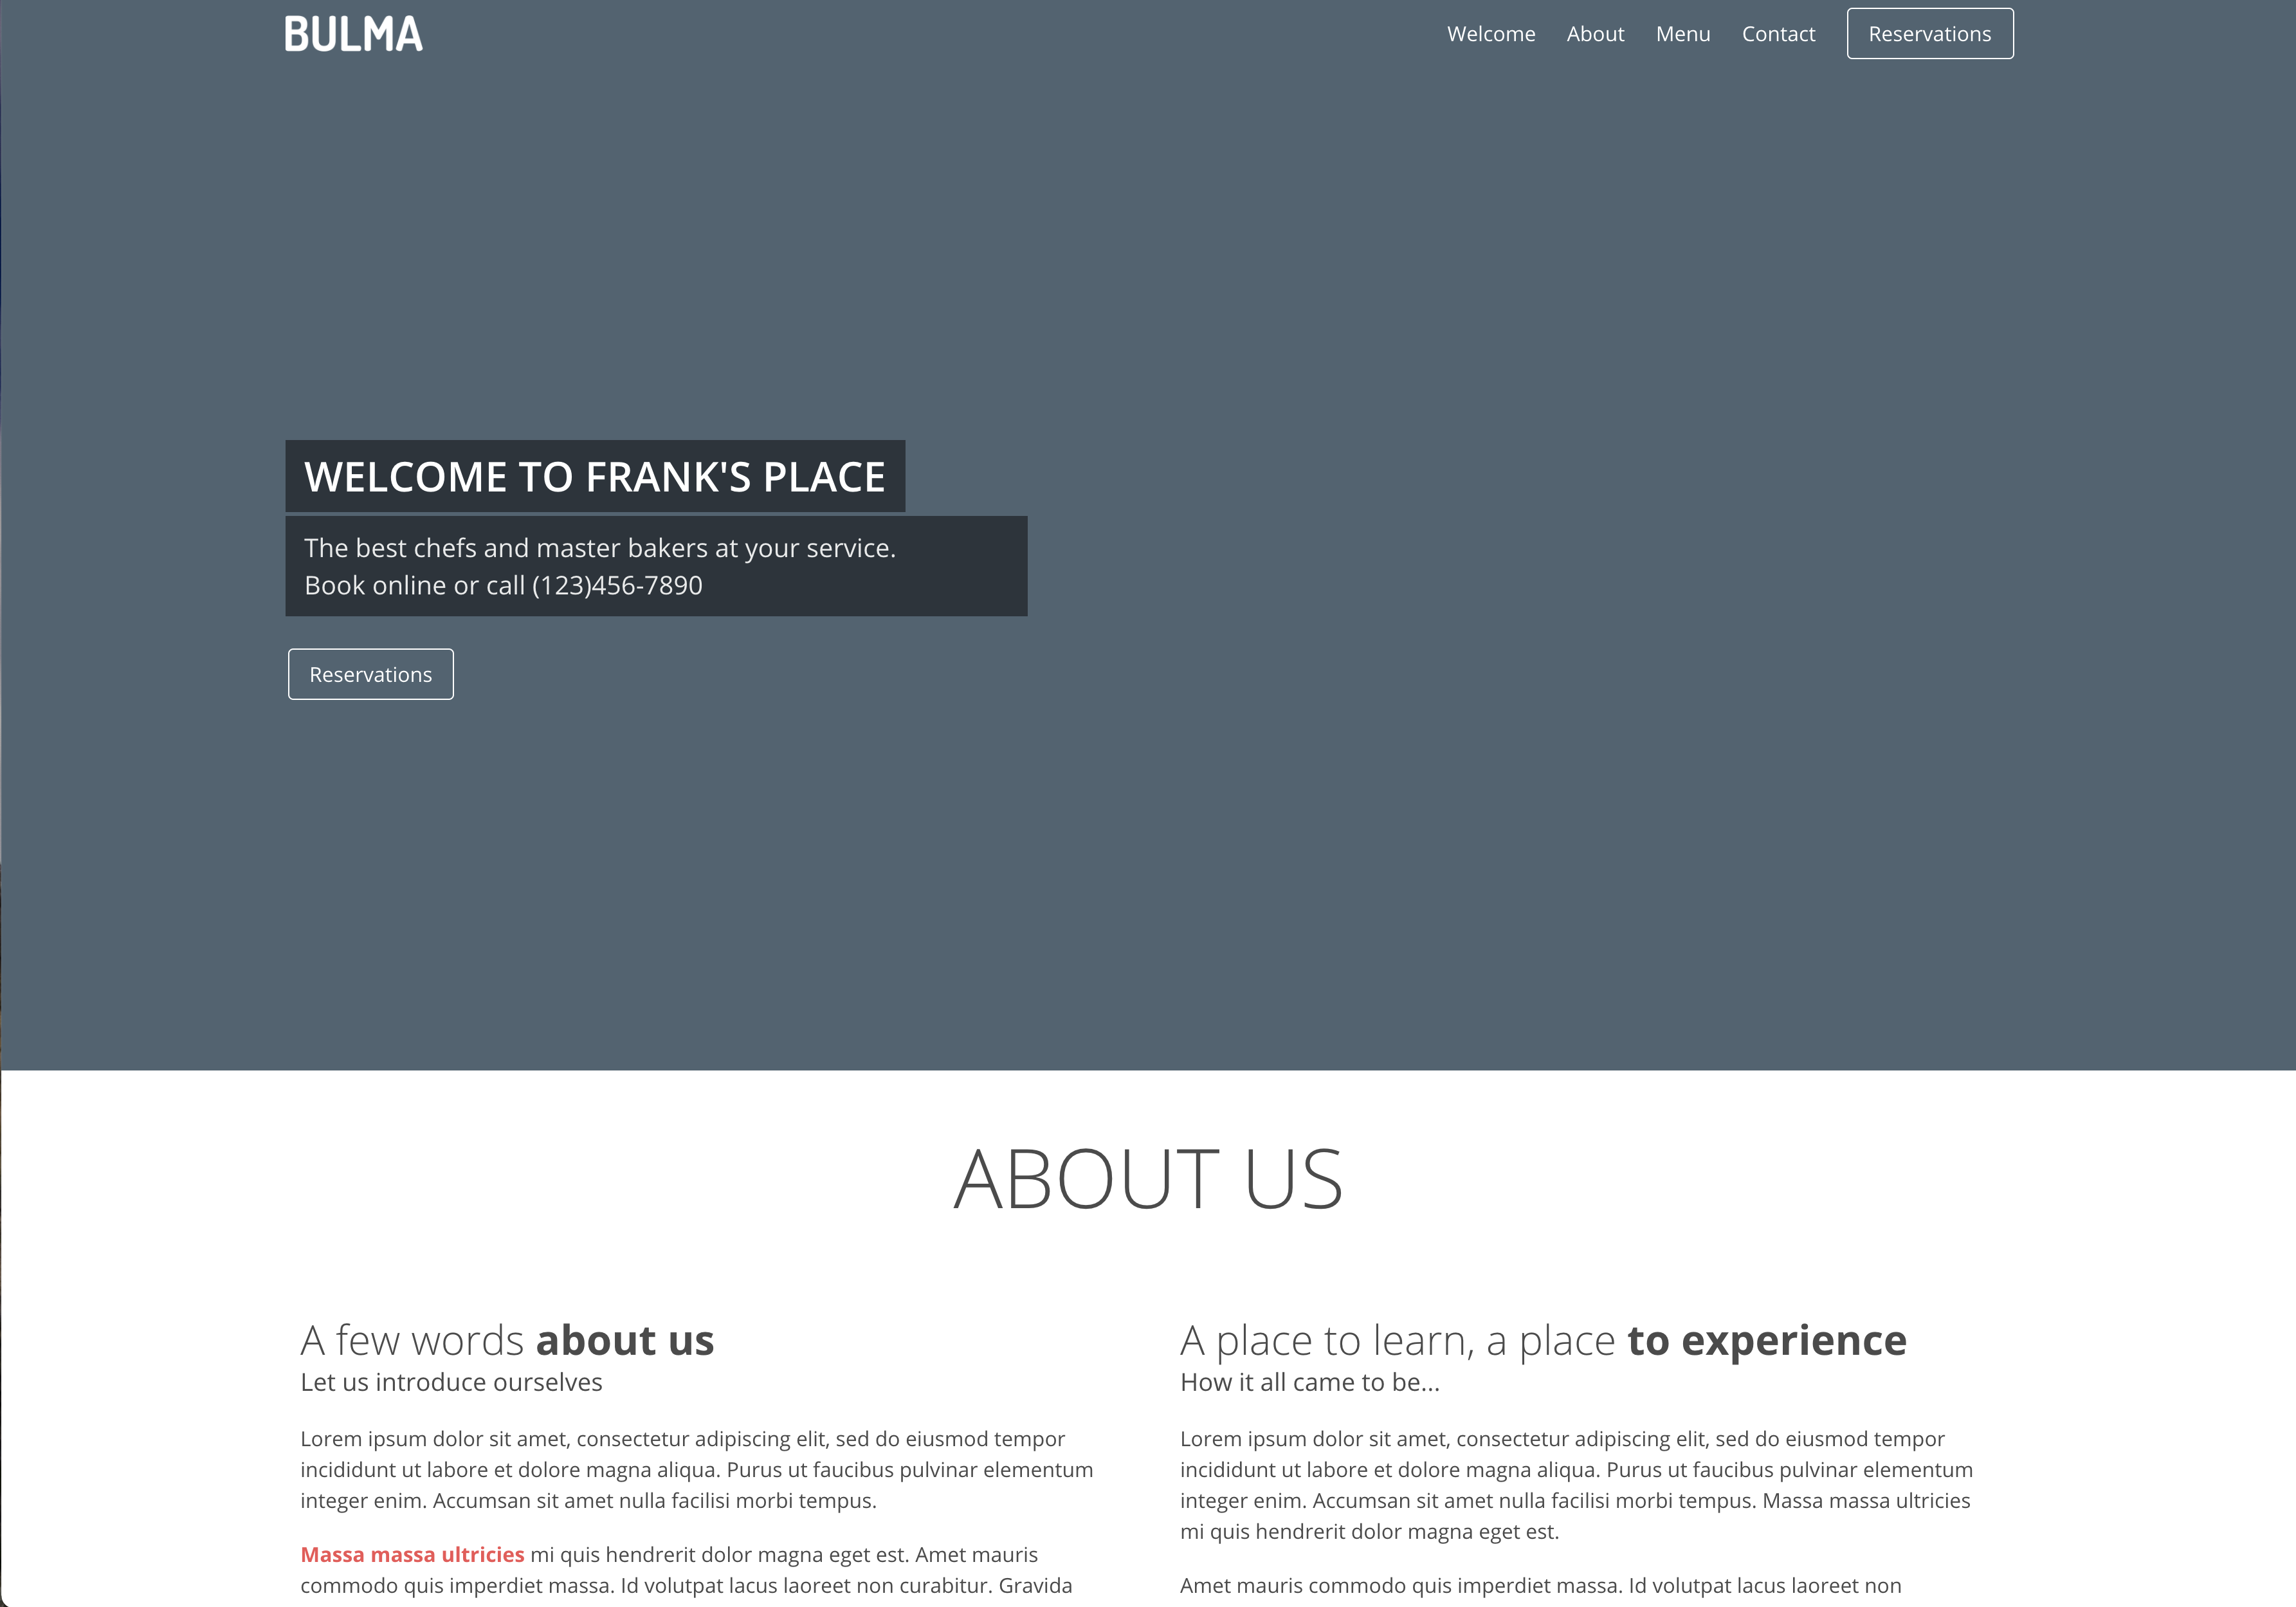 BULMA
Welcome About Menu Contact Reservations
WELCOME TO FRANK'S PLACE
The best chefs and master bakers at your service.
Book online or call (123)456-7890
Reservations
ABOUT US
A few words about us
Let us introduce ourselves
Lorem ipsum dolor sit amet, consectetur adipiscing elit, sed do eiusmod tempor
incididunt ut labore et dolore magna aliqua. Purus ut faucibus pulvinar elementum
integer enim. Accumsan sit amet nulla facilisi morbi tempus.
Massa massa ultricies mi quis hendrerit dolor magna eget est. Amet mauris
commodo quis imperdiet massa. Id volutpat lacus laoreet non curabitur. Gravida
A place to learn, a place to experience
How it all came to be...
Lorem ipsum dolor sit amet, consectetur adipiscing elit, sed do eiusmod tempor
incididunt ut labore et dolore magna aliqua. Purus ut faucibus pulvinar elementum
integer enim. Accumsan sit amet nulla facilisi morbi tempus. Massa massa ultricies
mi quis hendrerit dolor magna eget est.
Amet mauris commodo quis imperdiet massa. Id volutpat lacus laoreet non